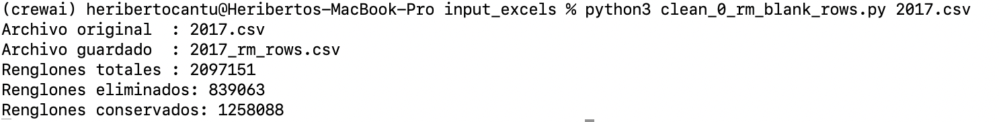 (crewai) heribertocantu@Heribertos-MacBook-Pro input_excels % python3 clean_0_rm_blank_rows.py 2017.csv
Archivo original  : 2017.csv
Archivo guardado  : 2017_rm_rows.csv
Renglones totales : 2097151
Renglones eliminados: 839063
Renglones conservados: 1258088